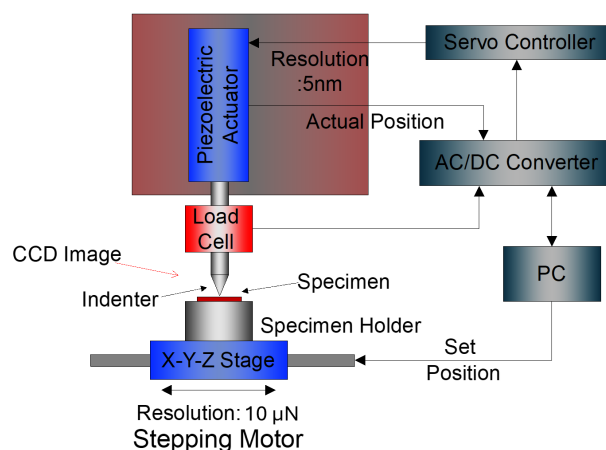 Piezoelectric
Actuator
Servo Controller
Resolution
:5nm
Actual Position
AC/DC Converter
Load
Cell
CCD Image
PC
Indenter
Specimen
Specimen Holder
X-Y-Z Stage
Set
Position
Resolution: 10 µN
Stepping Motor